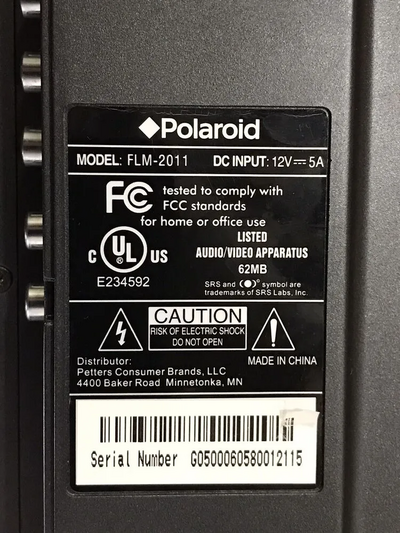 Polaroid
MODEL: FLM-2011 DC INPUT: 12V⎓5A
FC tested to comply with
FCC standards
for home or office use
C UL US LISTED
AUDIO/VIDEO APPARATUS
E234592 62MB
SRS and (●)® symbol are
trademarks of SRS Labs, Inc.
CAUTION
RISK OF ELECTRIC SHOCK
DO NOT OPEN
Distributor: MADE IN CHINA
Petters Consumer Brands, LLC
4400 Baker Road Minnetonka, MN
Serial Number G0500060580012115